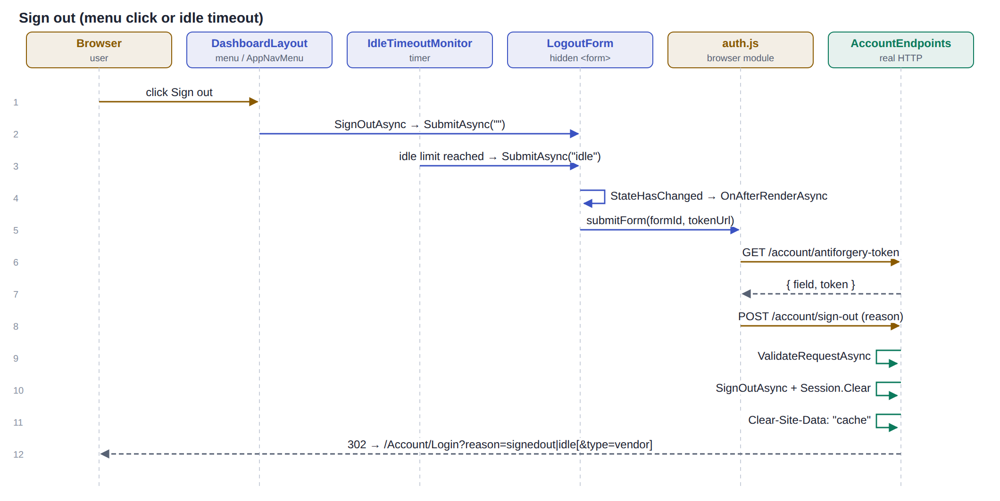 Sign out (menu click or idle timeout)
Browser
user
DashboardLayout
menu / AppNavMenu
IdleTimeoutMonitor
timer
LogoutForm
hidden <form>
auth.js
browser module
AccountEndpoints
real HTTP
1
click Sign out
2
SignOutAsync → SubmitAsync("")
3
idle limit reached → SubmitAsync("idle")
4
StateHasChanged → OnAfterRenderAsync
5
submitForm(formId, tokenUrl)
6
GET /account/antiforgery-token
7
{ field, token }
8
POST /account/sign-out (reason)
9
ValidateRequestAsync
10
SignOutAsync + Session.Clear
11
Clear-Site-Data: "cache"
12
302 → /Account/Login?reason=signedout|idle[&type=vendor]